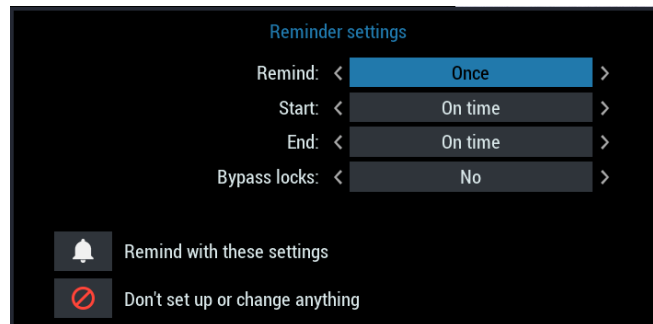 Reminder settings
Remind: < Once >
Start: < On time >
End: < On time >
Bypass locks: < No >
Remind with these settings
Don't set up or change anything